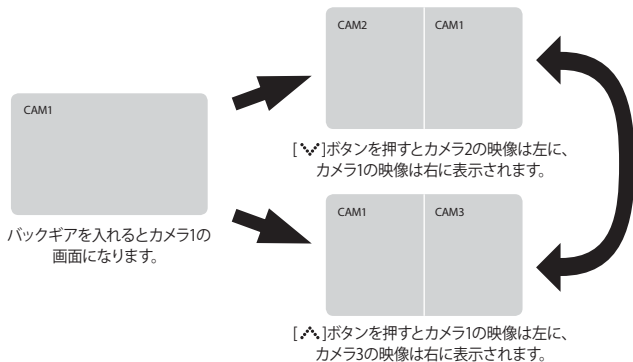 CAM1
バックギアを入れるとカメラ1の
画面になります。
CAM2 CAM1
[ ]ボタンを押すとカメラ2の映像は左に、
カメラ1の映像は右に表示されます。
CAM1 CAM3
[ ]ボタンを押すとカメラ1の映像は左に、
カメラ3の映像は右に表示されます。